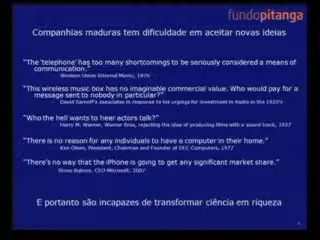 fundopitanga
Companhias maduras tem dificuldade em aceitar novas ideias
"The 'telephone' has too many shortcomings to be seriously considered a means of
communication."
Western Union Internal Memo,
"This wireless music box has no imaginable commercial value. Who would pay for a
message sent to nobody in particular?"
David Sarnoff's associates in response to his urgings for investment in Radio in the 1920's
"Who the hell wants to hear actors talk?"
Harry M. Warner, Warner Bros, rejecting the idea of producing films with a sound track, 1927
"There is no reason for any individuals to have a computer in their home."
Ken Olsen, President, Chairman and Founder of DEC Computers, 1977
"There's no way that the iPhone is going to get any significant market share."
Steve Ballmer, CEO Microsoft, 2007
E portanto são incapazes de transformar ciência em riqueza